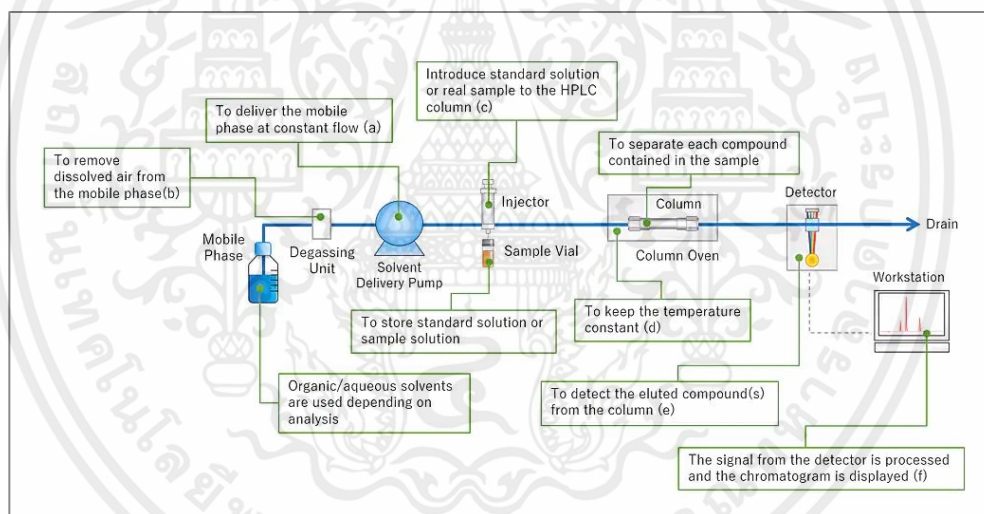 Introduce standard solution
or real sample to the HPLC
column (c)
To deliver the mobile
phase at constant flow (a)
To separate each compound
contained in the sample
To remove
dissolved air from
the mobile phase(b)
Injector
Column
Detector
Drain
Mobile
Phase
Degassing
Unit
Solvent
Delivery Pump
Sample Vial
Column Oven
Workstation
To store standard solution or
sample solution
To keep the temperature
constant (d)
Organic/aqueous solvents
are used depending on
analysis
To detect the eluted compound(s)
from the column (e)
The signal from the detector is processed
and the chromatogram is displayed (f)